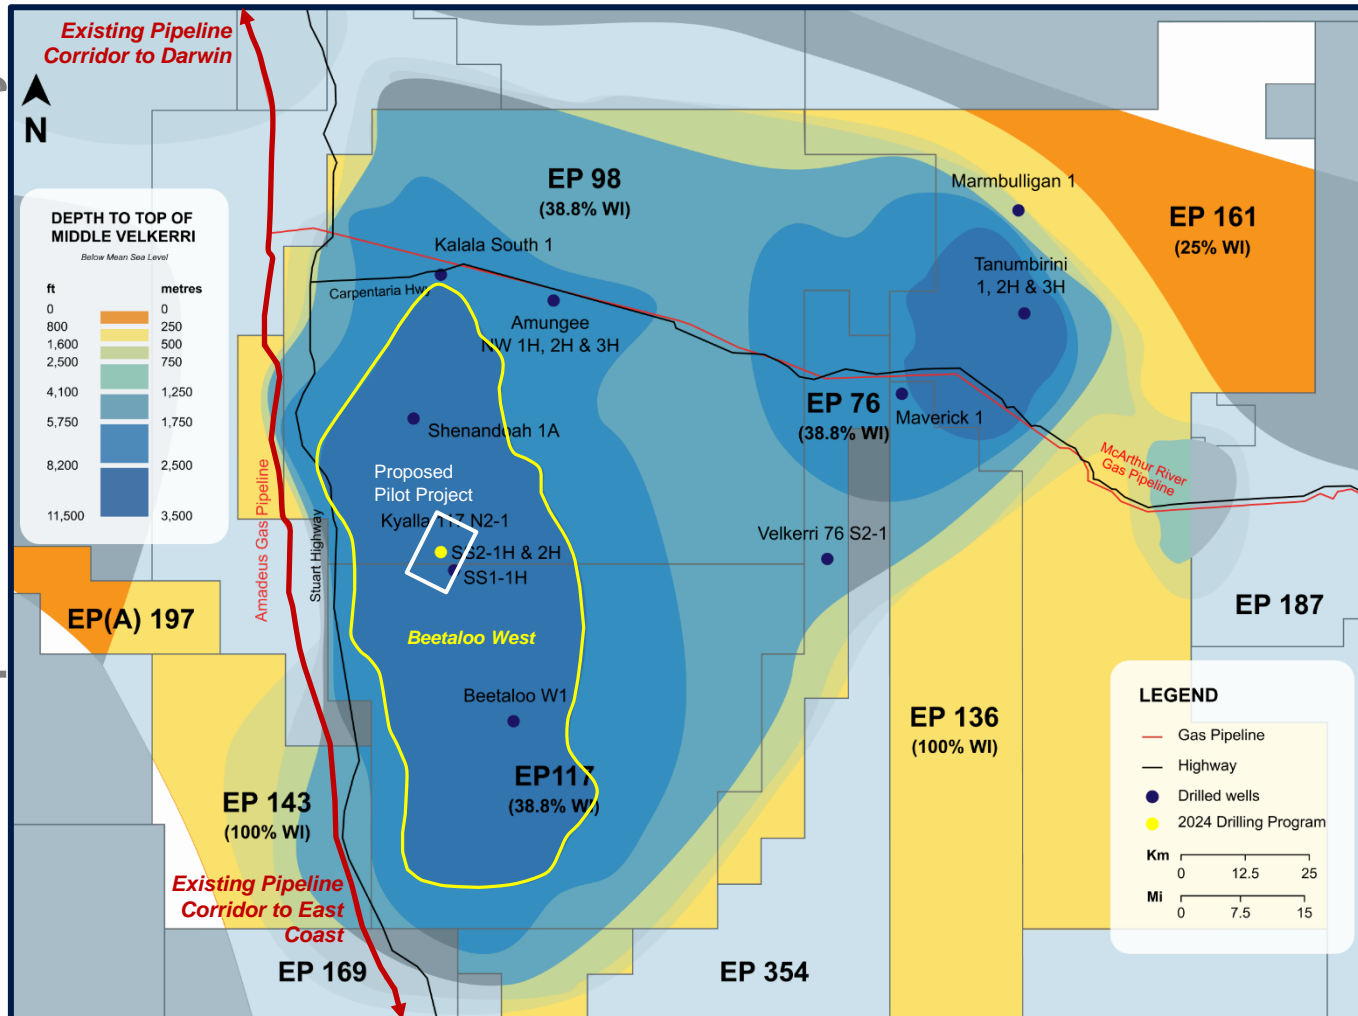 Existing Pipeline
Corridor to Darwin
N
DEPTH TO TOP OF
MIDDLE VELKERRI
Below Mean Sea Level
ft metres
0 0
800 250
1,600 500
2,500 750
4,100 1,250
5,750 1,750
8,200 2,500
11,500 3,500
EP 98
(38.8% WI)
Marmbulligan 1
EP 161
(25% WI)
Kalala South 1
Tanumbirini
1, 2H & 3H
Carpentaria Hwy
Amungee
NW 1H, 2H & 3H
EP 76
(38.8% WI)
Maverick 1
Shenandoah 1A
McArthur River
Gas Pipeline
Proposed
Pilot Project
Kyalla 117 N2-1
SS2-1H & 2H
SS1-1H
Velkerri 76 S2-1
Amadeus Gas Pipeline
Stuart Highway
EP(A) 197
EP 187
Beetaloo West
Beetaloo W1
EP117
(38.8% WI)
EP 136
(100% WI)
EP 143
(100% WI)
Existing Pipeline
Corridor to East
Coast
EP 169
EP 354
LEGEND
Gas Pipeline
Highway
Drilled wells
2024 Drilling Program
Km
0 12.5 25
Mi
0 7.5 15